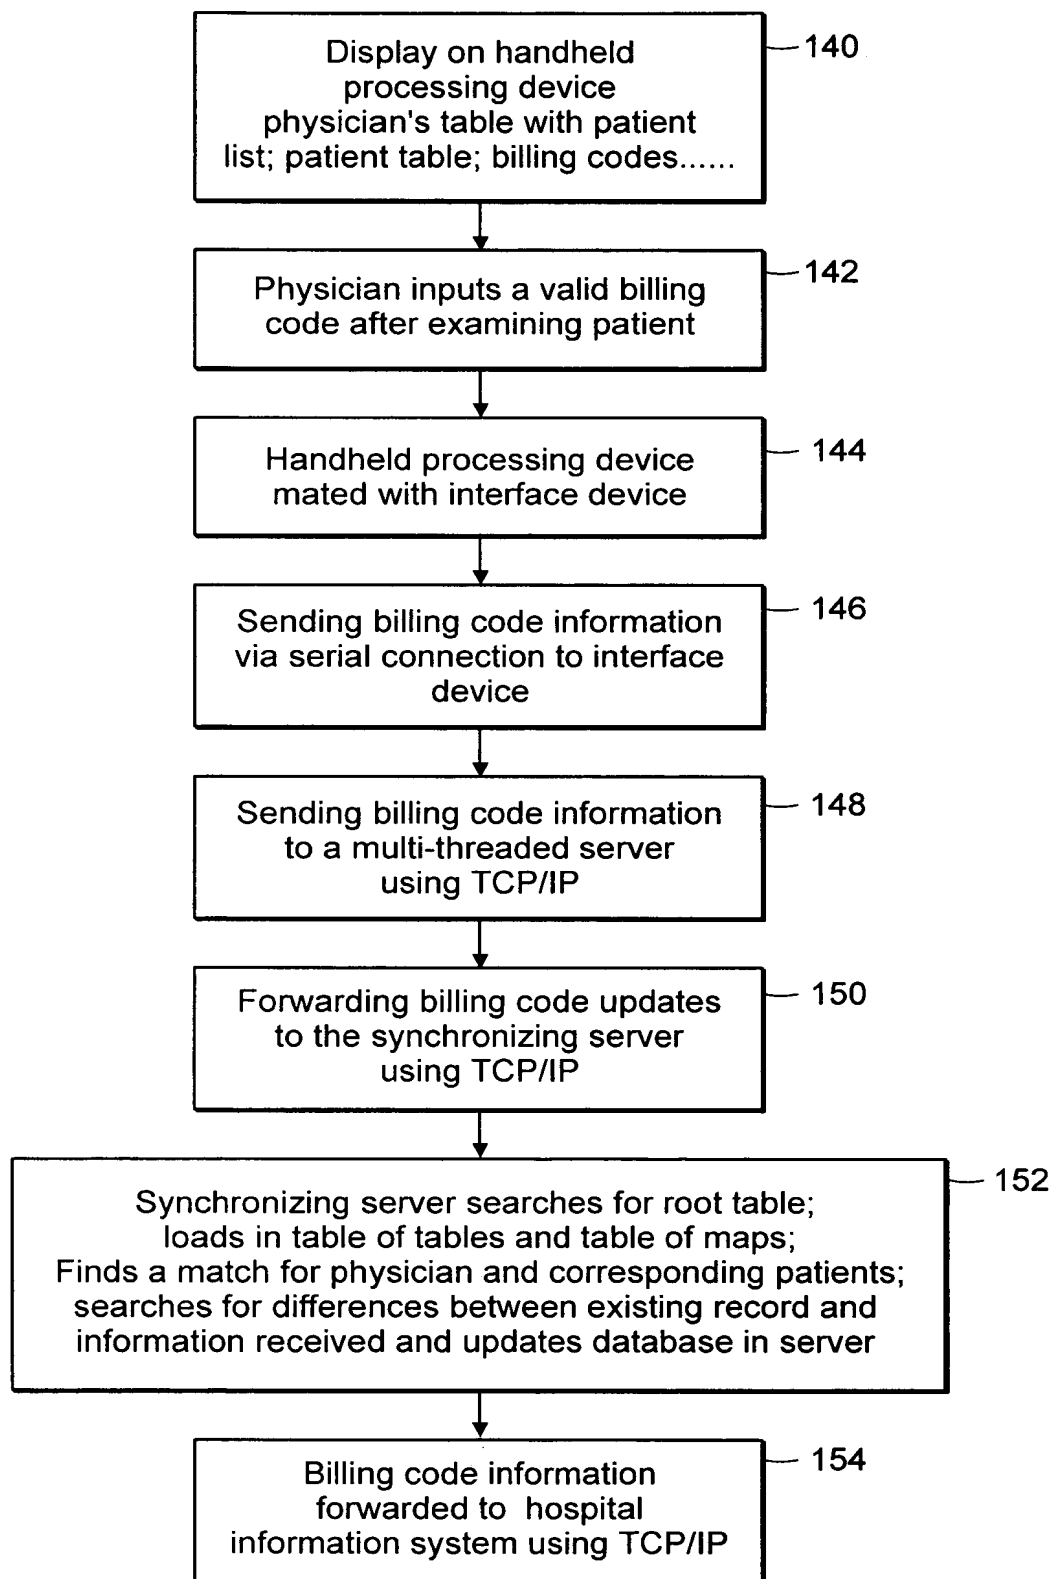 Display on handheld
processing device
physician's table with patient
list; patient table; billing codes......
140
Physician inputs a valid billing
code after examining patient
142
Handheld processing device
mated with interface device
144
Sending billing code information
via serial connection to interface
device
146
Sending billing code information
to a multi-threaded server
using TCP/IP
148
Forwarding billing code updates
to the synchronizing server
using TCP/IP
150
Synchronizing server searches for root table;
loads in table of tables and table of maps;
Finds a match for physician and corresponding patients;
searches for differences between existing record and
information received and updates database in server
152
Billing code information
forwarded to hospital
information system using TCP/IP
154